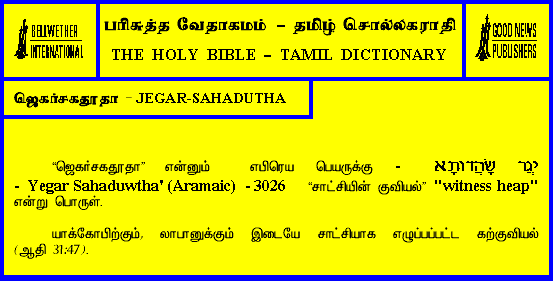 BELLWETHER
INTERNATIONAL
பரிசுத்த வேதாகமம் – தமிழ் சொல்லகராதி
THE HOLY BIBLE – TAMIL DICTIONARY
GOOD NEWS
PUBLISHERS
ஜெகர்சகதூதா – JEGAR-SAHADUTHA
“ஜெகர்சகதூதா” என்னும் எபிரெய பெயருக்கு - יְגַר שָׂהֲדוּתָא
- Yegar Sahaduwtha' (Aramaic) - 3026 “சாட்சியின் குவியல்” "witness heap"
என்று பொருள்.
யாக்கோபிற்கும், லாபானுக்கும் இடையே சாட்சியாக எழுப்பப்பட்ட கற்குவியல்
(ஆதி 31:47).